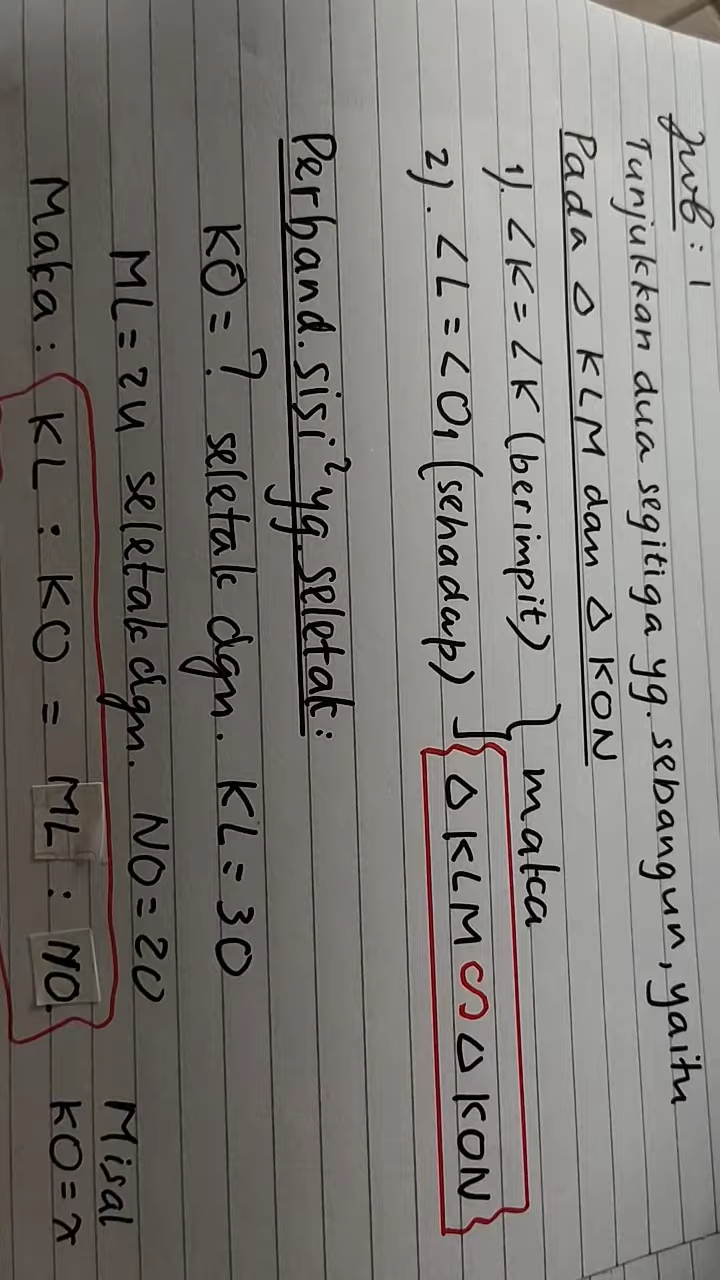 Jwb : 1
Tunjukkan dua segitiga yg. sebangun, yaitu
Pada △ KLM dan △ KON
1). <K = <K (berimpit) } maka
2). <L = <O₁ (sehadap) △ KLM ∽ △ KON
Perband. sisi² yg. seletak :
KO = ? seletak dgn. KL = 30
ML = 24 seletak dgn. NO = 20
Misal
Maka : KL : KO = ML : NO.
KO = x